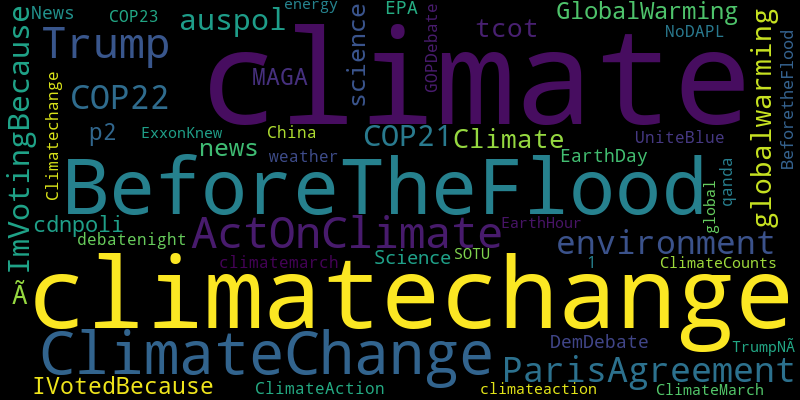 ImVotingBecause
News
COP23
auspol
energy
EPA
GlobalWarming
Trump
climate
science
GOPDebate
tcot
NoDAPL
globalwarming
BeforetheFlood
MAGA
Climatechange
COP22
p2
ExxonKnew
China
COP21
Climate
UniteBlue
news
weather
EarthDay
BeforeTheFlood
global
qanda
cdnpoli
ActOnClimate
EarthHour
debatenight
environment
climatemarch
Science
SOTU
1
ClimateCounts
Ã
climatechange
ClimateChange
DemDebate
TrumpNÃ
ParisAgreement
IVotedBecause
ClimateAction
climateaction
ClimateMarch